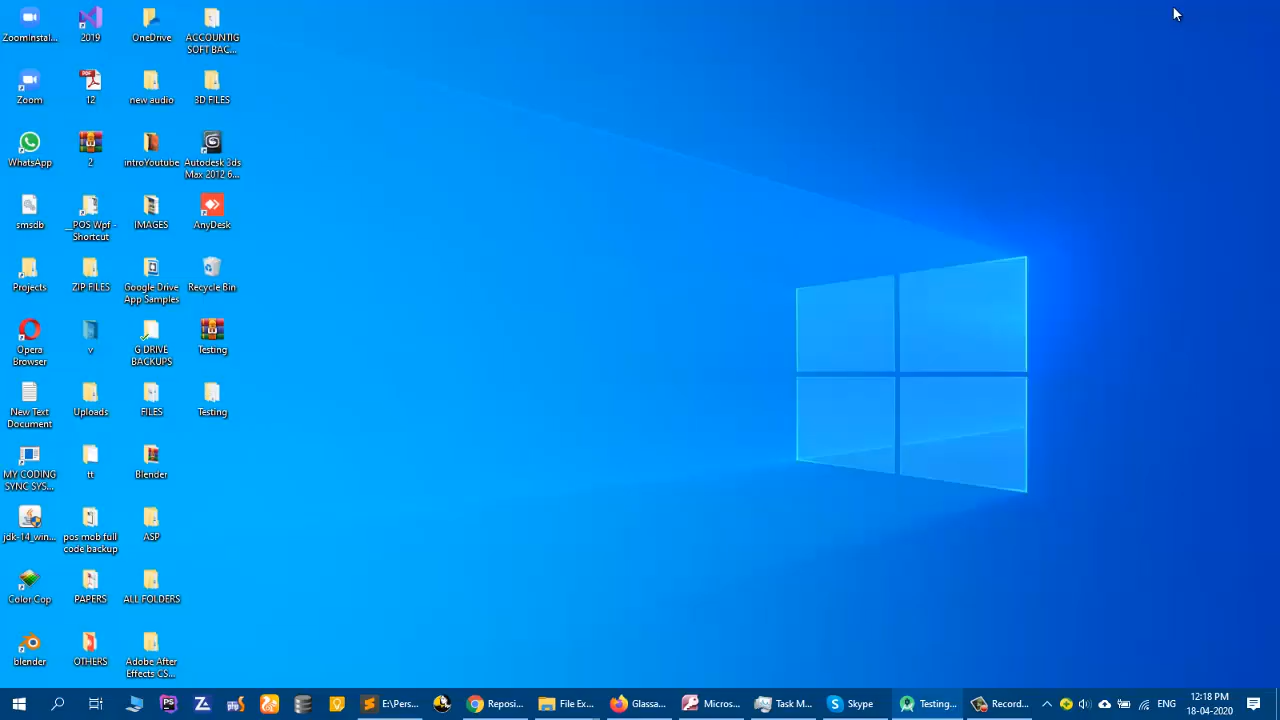 Zoominstal...
2019
OneDrive
ACCOUNTIG
SOFT BAC...
Zoom
PDF
12
new audio
3D FILES
WhatsApp
2
introYoutube
Autodesk 3ds
Max 2012 6...
smsdb
__POS Wpf -
Shortcut
IMAGES
AnyDesk
Projects
ZIP FILES
Google Drive
App Samples
Recycle Bin
Opera
Browser
v
G DRIVE
BACKUPS
Testing
New Text
Document
Uploads
FILES
Testing
MY CODING
SYNC SYS...
tt
Blender
jdk-14_win...
pos mob full
code backup
ASP
Color Cop
PAPERS
ALL FOLDERS
blender
OTHERS
Adobe After
Effects CS...
PS
Z
E:\Pers...
Reposi...
File Ex...
Glassa...
Micros...
Task M...
Skype
Testing...
Record...
ENG
12:18 PM
18-04-2020